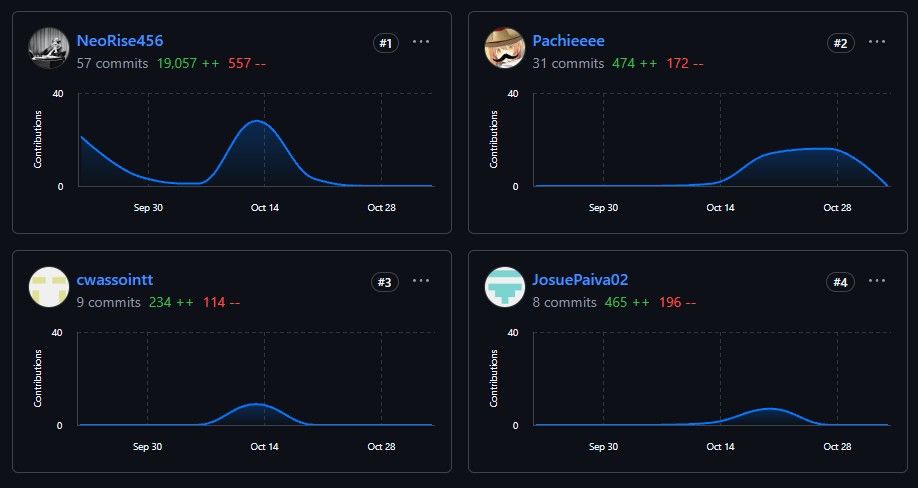 NeoRise456 #1
57 commits 19,057 ++ 557 --
40
Contributions
0
Sep 30 Oct 14 Oct 28
Pachieeee #2
31 commits 474 ++ 172 --
40
Contributions
0
Sep 30 Oct 14 Oct 28
cwassointt #3
9 commits 234 ++ 114 --
40
Contributions
0
Sep 30 Oct 14 Oct 28
JosuePaiva02 #4
8 commits 465 ++ 196 --
40
Contributions
0
Sep 30 Oct 14 Oct 28